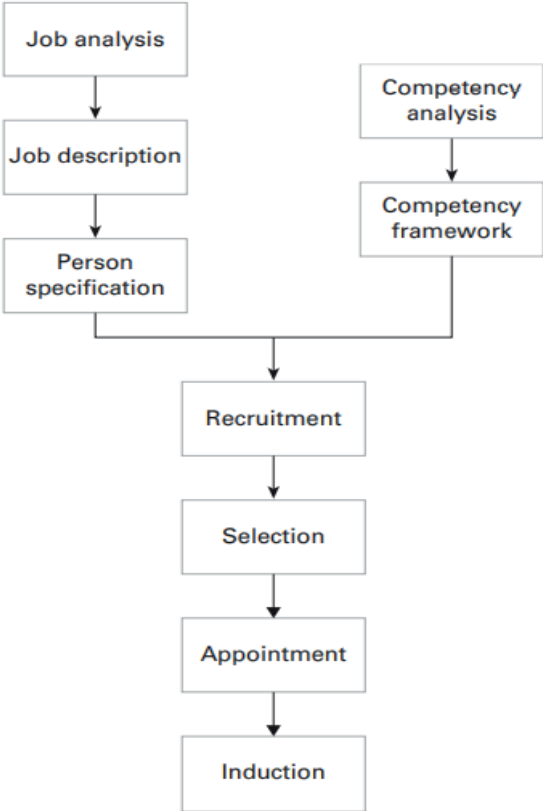 Job analysis
Competency
analysis
Job description
Competency
framework
Person
specification
Recruitment
Selection
Appointment
Induction